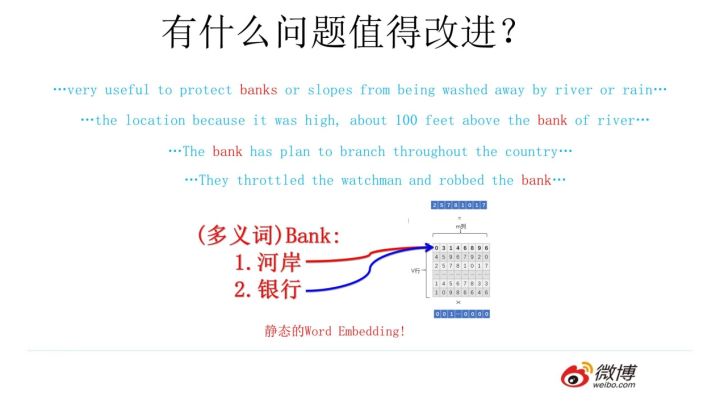 有什么问题值得改进？
…very useful to protect banks or slopes from being washed away by river or rain…
…the location because it was high, about 100 feet above the bank of river…
…The bank has plan to branch throughout the country…
…They throttled the watchman and robbed the bank…
2 5 7 8 1 0 1 7
=
m列
(多义词)Bank:
1.河岸
2.银行
0 3 1 4 6 8 9 6
4 5 9 6 7 9 2 0
2 5 7 8 1 0 1 7
V行
1 4 5 6 7 8 3 3
1 0 9 8 6 6 4 6
×
0 0 1 … 0 0 0 0
静态的Word Embedding!
微博
weibo.com